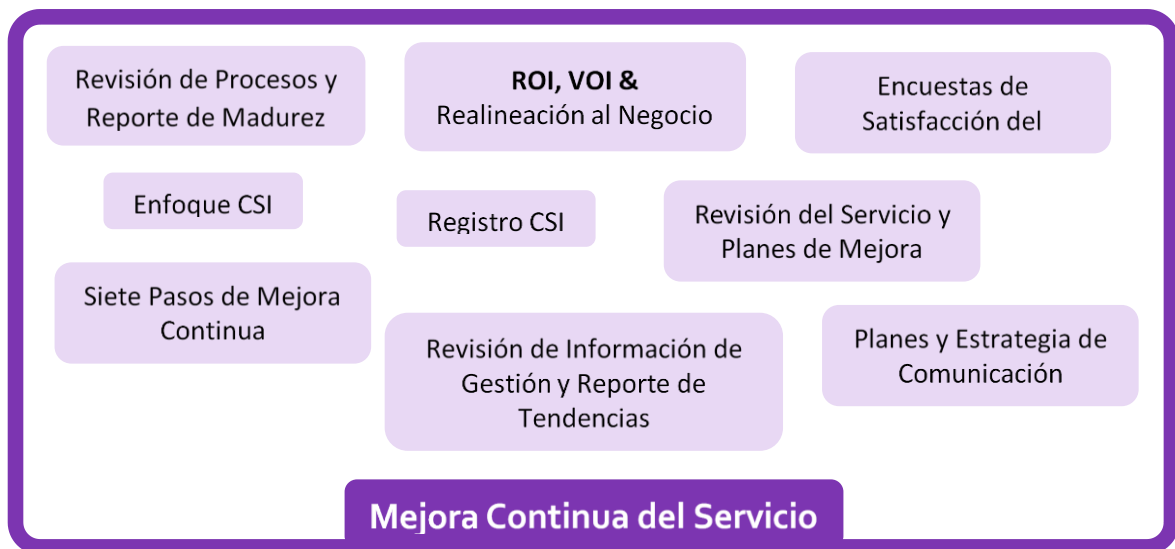 Revisión de Procesos y
Reporte de Madurez
ROI, VOI &
Realineación al Negocio
Encuestas de
Satisfacción del
Enfoque CSI
Registro CSI
Revisión del Servicio y
Planes de Mejora
Siete Pasos de Mejora
Continua
Revisión de Información de
Gestión y Reporte de
Tendencias
Planes y Estrategia de
Comunicación
Mejora Continua del Servicio